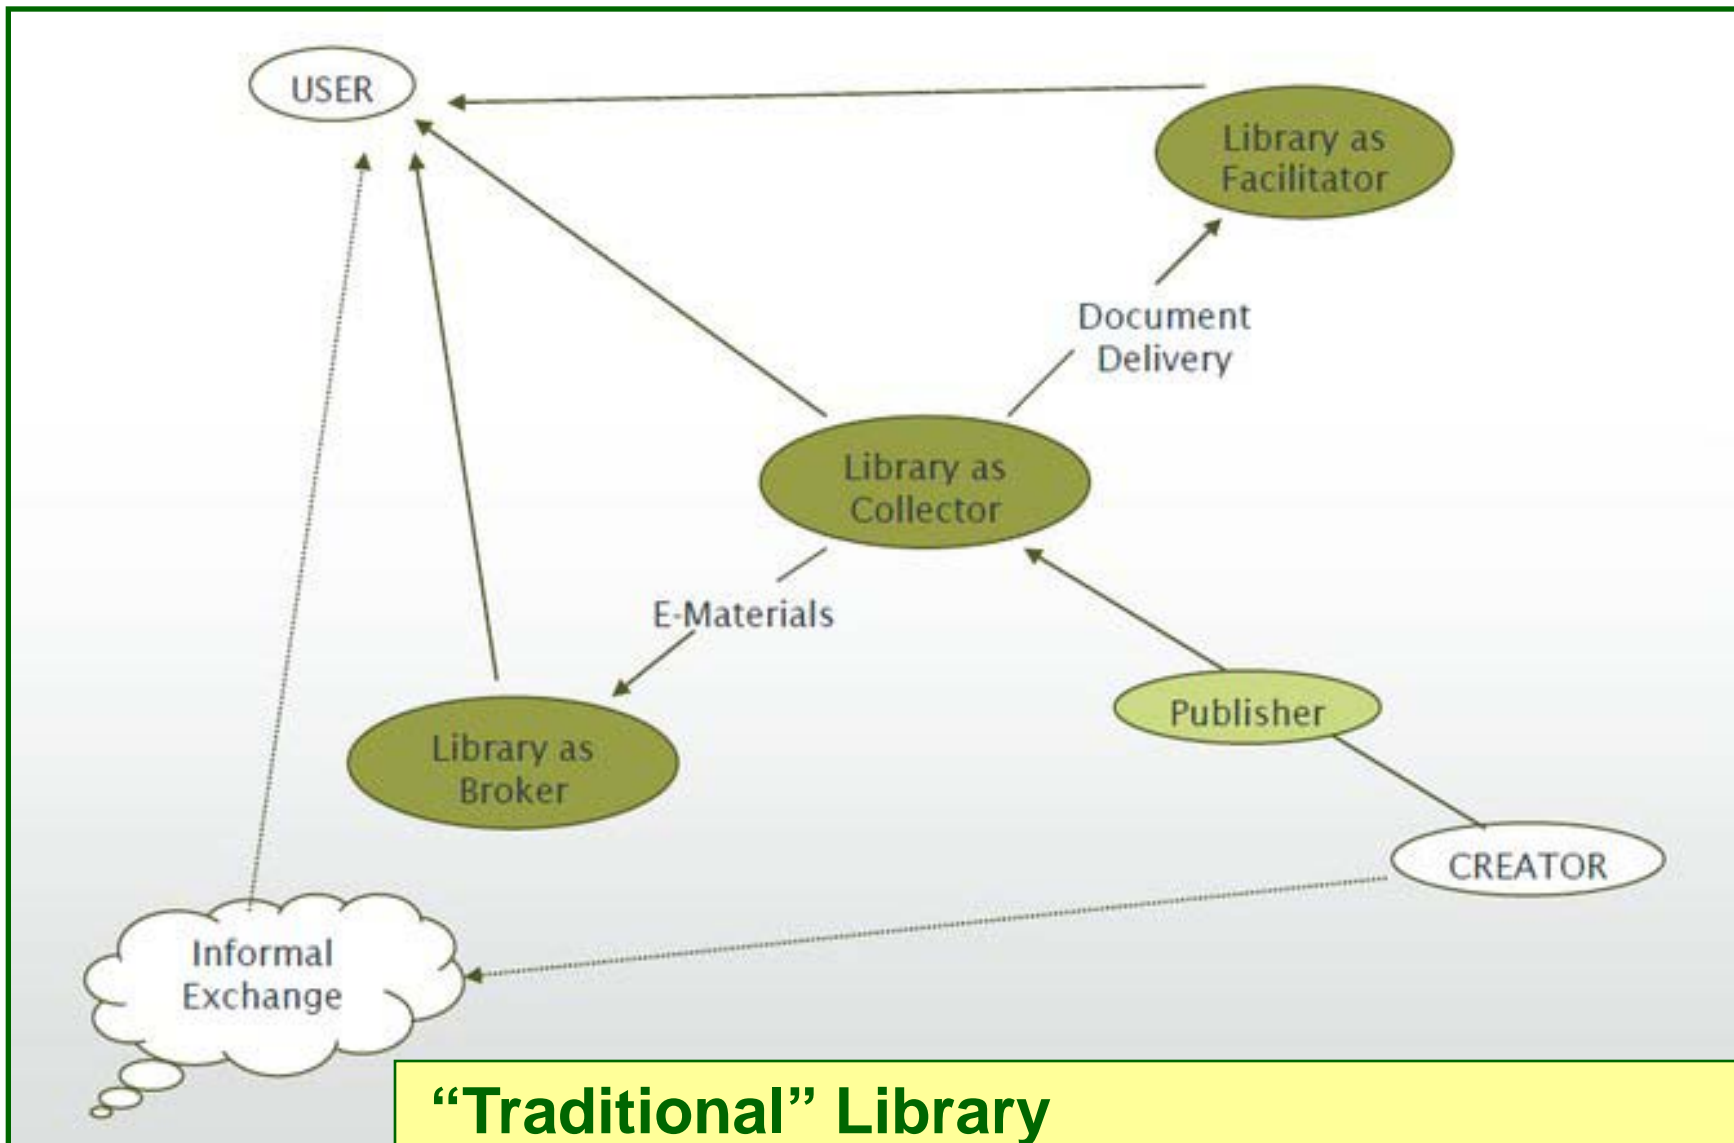 USER
Library as
Facilitator
Document
Delivery
Library as
Collector
E-Materials
Publisher
Library as
Broker
CREATOR
Informal
Exchange
“Traditional” Library